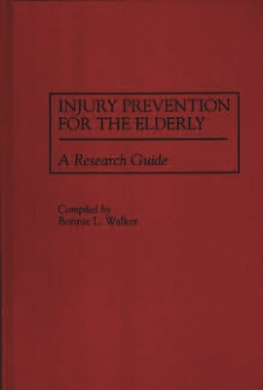 INJURY PREVENTION
FOR THE ELDERLY
A Research Guide
Compiled by
Bonnie L. Walker